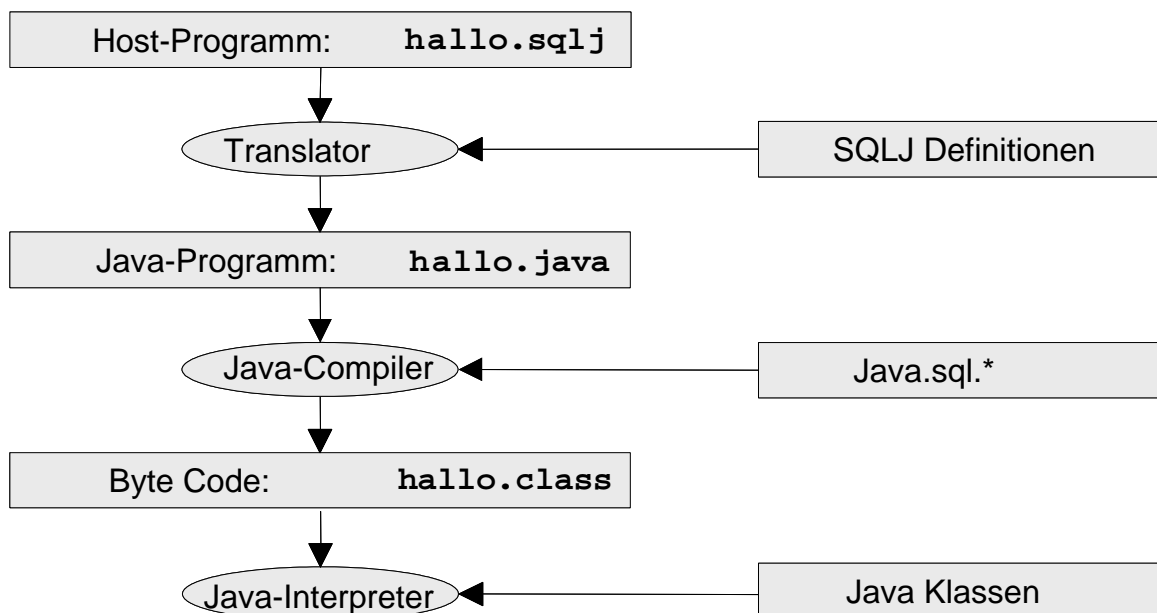 Host-Programm: hallo.sqlj
Translator
SQLJ Definitionen
Java-Programm: hallo.java
Java-Compiler
Java.sql.*
Byte Code: hallo.class
Java-Interpreter
Java Klassen